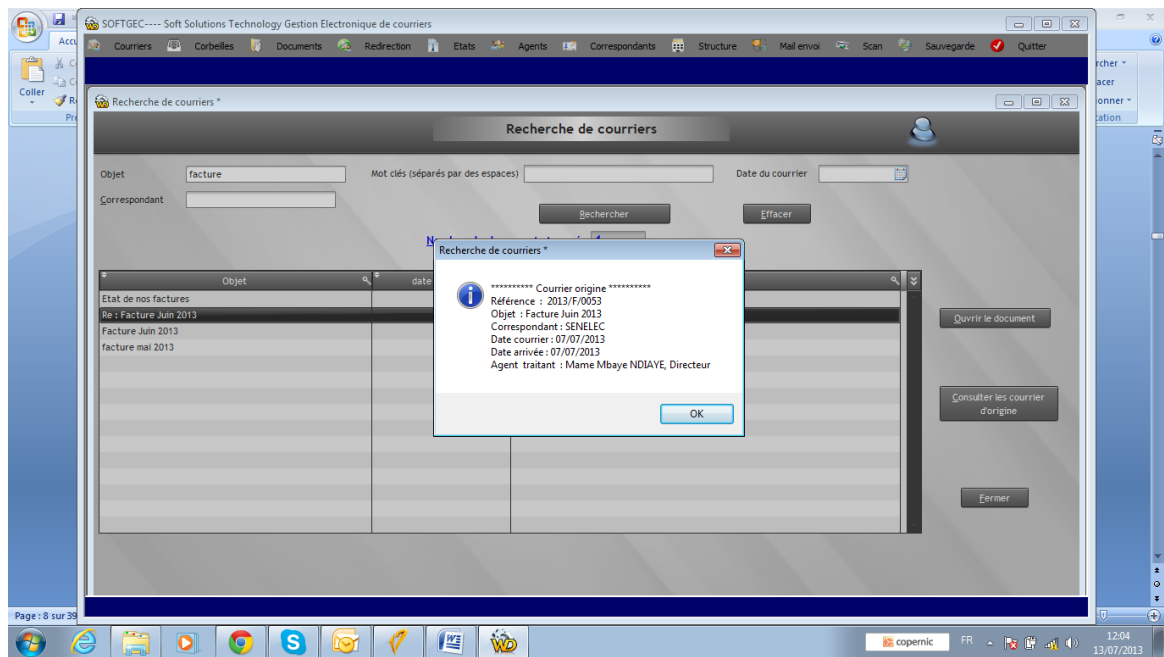 SOFTGEC---- Soft Solutions Technology Gestion Electronique de courriers
Accu
Courriers Corbeilles Documents Redirection Etats Agents Correspondants Structure Mail envoi Scan Sauvegarde Quitter
Coller
rcher
acer
ionner
cation
Recherche de courriers *
Recherche de courriers
Objet facture Mot clés (séparés par des espaces) Date du courrier
Correspondant
Rechercher Effacer
Recherche de courriers *
Objet date
Etat de nos factures
Re : Facture Juin 2013
Facture Juin 2013
facture mai 2013
********** Courrier origine **********
Référence : 2013/F/0053
Objet : Facture Juin 2013
Correspondant : SENELEC
Date courrier : 07/07/2013
Date arrivée : 07/07/2013
Agent traitant : Mame Mbaye NDIAYE, Directeur
OK
Ouvrir le document
Consulter les courrier
d'origine
Fermer
Page : 8 sur 39
copernic FR 12:04
13/07/2013